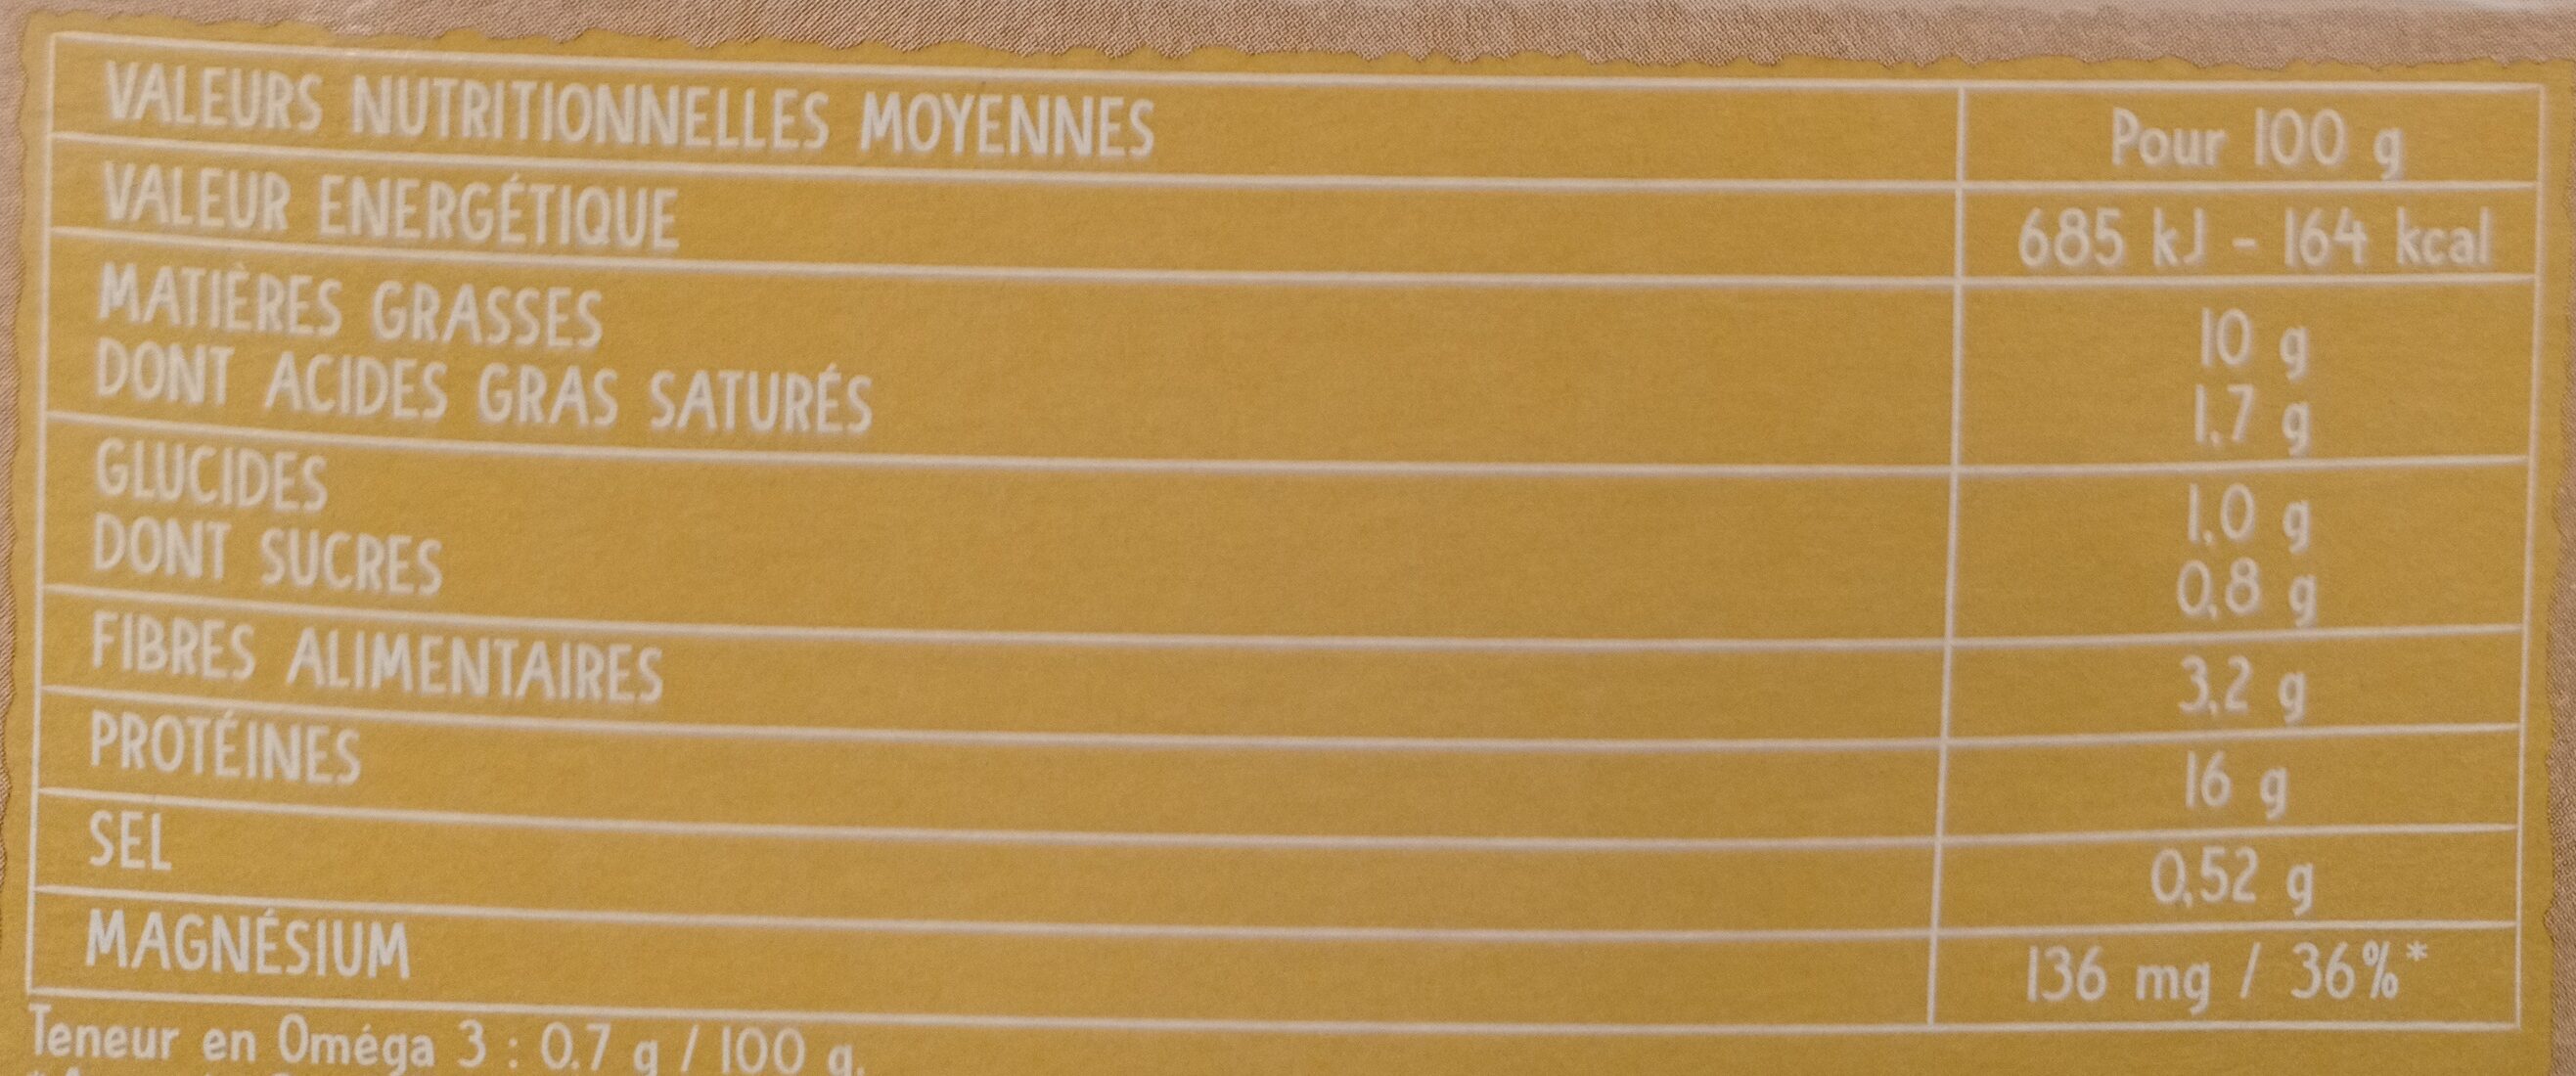 VALEURS NUTRITIONNELLES MOYENNES Pour 100 g
VALEUR ENERGÉTIQUE 685 kJ - 164 kcal
MATIÈRES GRASSES 10 g
DONT ACIDES GRAS SATURÉS 1,7 g
GLUCIDES 1,0 g
DONT SUCRES 0,8 g
FIBRES ALIMENTAIRES 3,2 g
PROTÉINES 16 g
SEL 0,52 g
MAGNÉSIUM 136 mg / 36%*
Teneur en Oméga 3 : 0,7 g / 100 g.